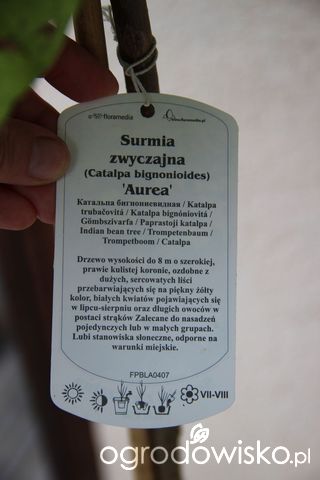 floramedia
www.floramedia.pl
Surmia
zwyczajna
(Catalpa bignonioides)
'Aurea'
Катальпа бигнониевидная / Katalpa
trubačovitá / Katalpa bignóniovitá /
Gömbszivarfa / Paprastoji katalpa /
Indian bean tree / Trompetenbaum /
Trompetboom / Catalpa
Drzewo wysokości do 8 m o szerokiej,
prawie kulistej koronie, ozdobne z
dużych, sercowatych liści
przebarwiających się na piękny żółty
kolor, białych kwiatów pojawiających się
w lipcu-sierpniu oraz długich owoców w
postaci strąków Zalecane do nasadzeń
pojedynczych lub w małych grupach.
Lubi stanowiska słoneczne, odporne na
warunki miejskie.
FPBLA0407
VII-VIII
ogrodowisko.pl